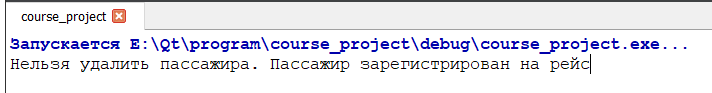 course_project
Запускается E:\Qt\program\course_project\debug\course_project.exe...
Нельзя удалить пассажира. Пассажир зарегистрирован на рейс